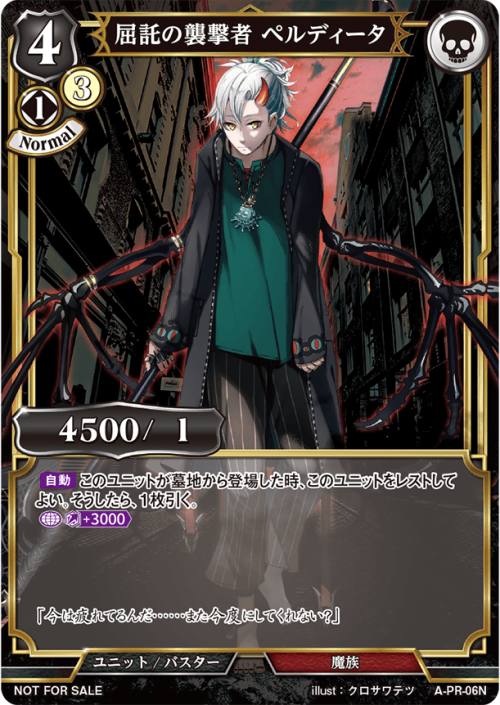 4
屈託の襲撃者 ペルディータ
1
3
Normal
4500/ 1
自動 このユニットが墓地から登場した時、このユニットをレストして
よい。そうしたら、1枚引く。
+3000
「今は疲れてるんだ……また今度にしてくれない?」
ユニット / バスター
魔族
NOT FOR SALE
illust:クロサワテツ
A-PR-06N